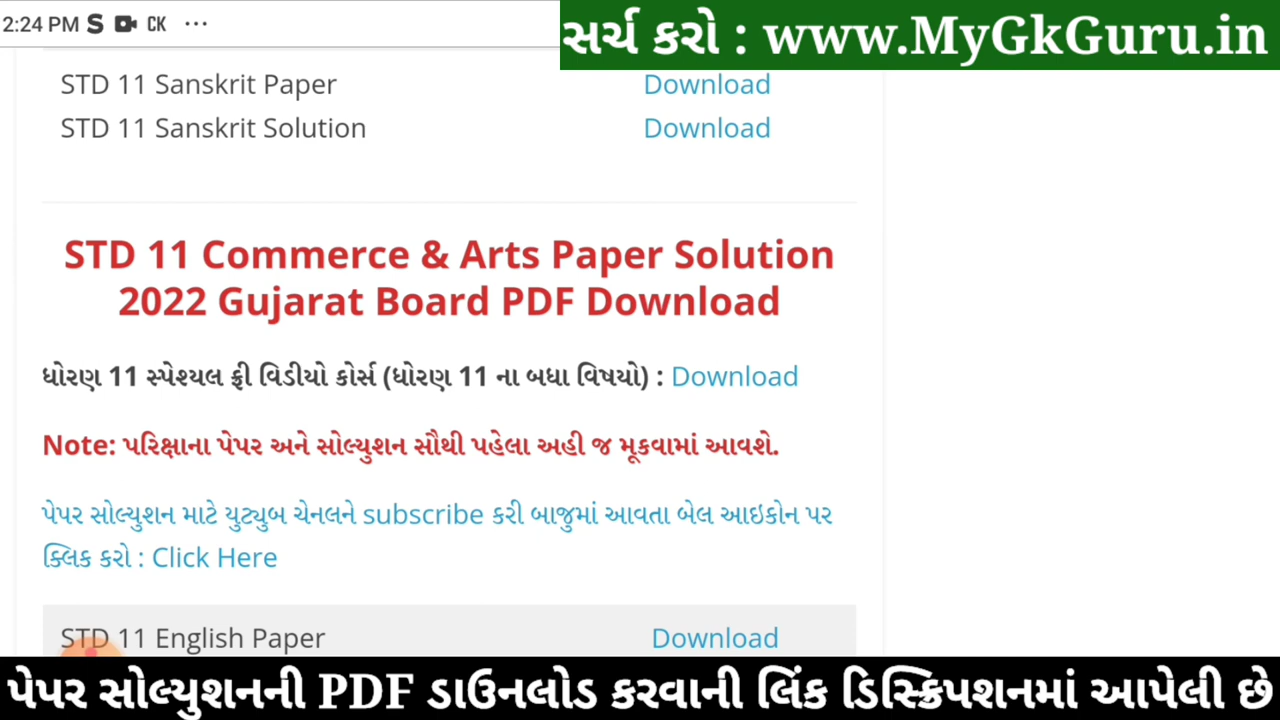 2:24 PM S CK ...
સર્ચ કરો : www.MyGkGuru.in
STD 11 Sanskrit Paper Download
STD 11 Sanskrit Solution Download
STD 11 Commerce & Arts Paper Solution
2022 Gujarat Board PDF Download
ધોરણ 11 સ્પેશ્યલ ફ્રી વિડીયો કોર્સ (ધોરણ 11 ના બધા વિષયો) : Download
Note: પરિક્ષાના પેપર અને સોલ્યુશન સૌથી પહેલા અહી જ મૂકવામાં આવશે.
પેપર સોલ્યુશન માટે યુટ્યુબ ચેનલને subscribe કરી બાજુમાં આવતા બેલ આઇકોન પર
ક્લિક કરો : Click Here
STD 11 English Paper Download
પેપર સોલ્યુશનની PDF ડાઉનલોડ કરવાની લિંક ડિસ્ક્રિપશનમાં આપેલી છે